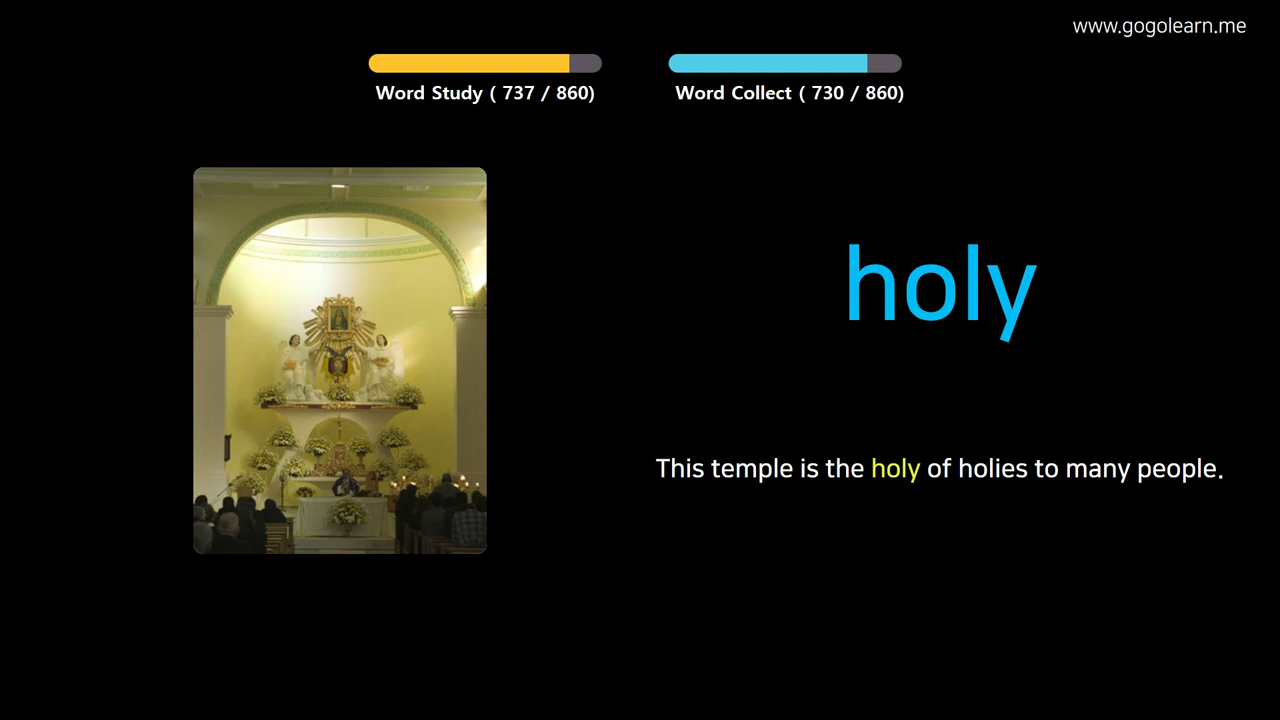 www.gogolearn.me
Word Study ( 737 / 860)
Word Collect ( 730 / 860)
holy
This temple is the holy of holies to many people.